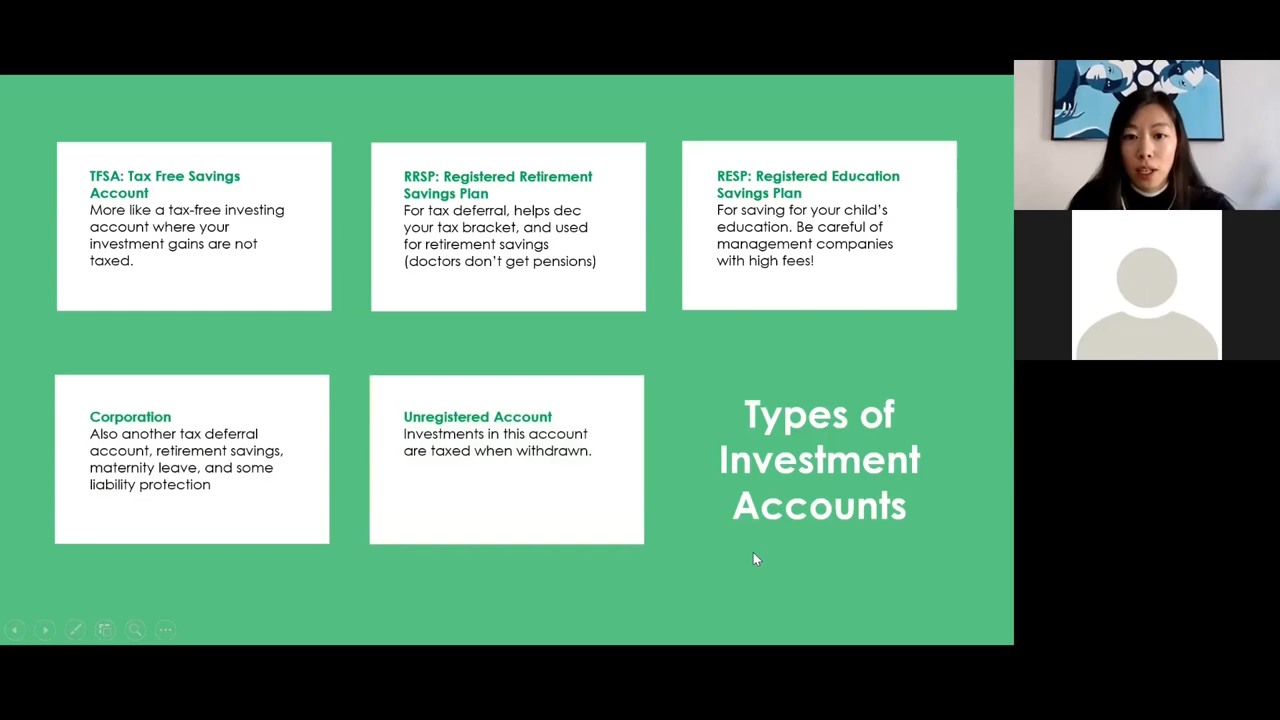 TFSA: Tax Free Savings
Account
More like a tax-free investing
account where your
investment gains are not
taxed.
RRSP: Registered Retirement
Savings Plan
For tax deferral, helps dec
your tax bracket, and used
for retirement savings
(doctors don't get pensions)
RESP: Registered Education
Savings Plan
For saving for your child's
education. Be careful of
management companies
with high fees!
Corporation
Also another tax deferral
account, retirement savings,
maternity leave, and some
liability protection
Unregistered Account
Investments in this account
are taxed when withdrawn.
Types of
Investment
Accounts